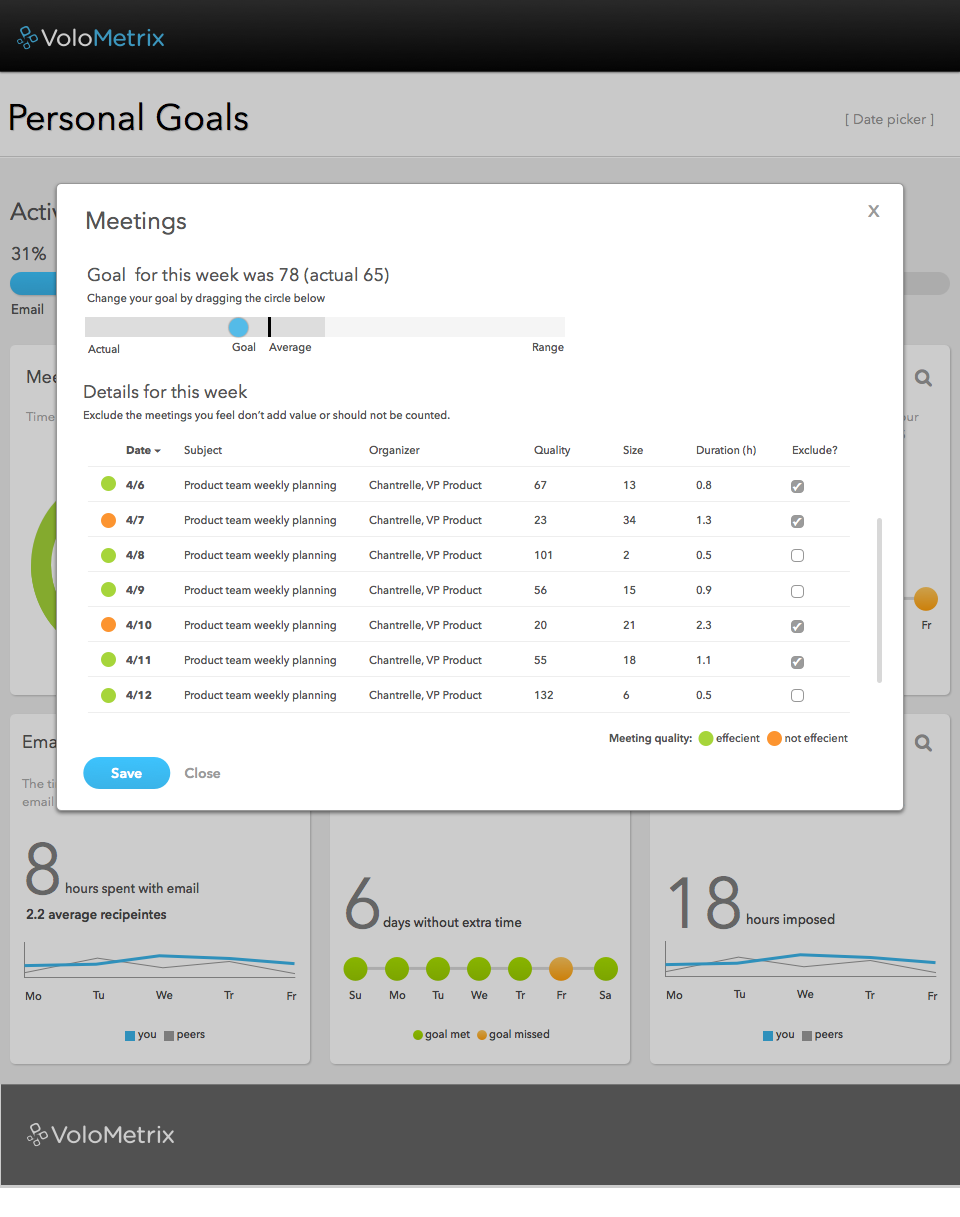 VoloMetrix
Personal Goals
[ Date picker ]
Meetings
X
Goal for this week was 78 (actual 65)
Change your goal by dragging the circle below
Actual Goal Average Range
Details for this week
Exclude the meetings you feel don’t add value or should not be counted.
Date Subject Organizer Quality Size Duration (h) Exclude?
4/6 Product team weekly planning Chantrelle, VP Product 67 13 0.8
4/7 Product team weekly planning Chantrelle, VP Product 23 34 1.3
4/8 Product team weekly planning Chantrelle, VP Product 101 2 0.5
4/9 Product team weekly planning Chantrelle, VP Product 56 15 0.9
4/10 Product team weekly planning Chantrelle, VP Product 20 21 2.3
4/11 Product team weekly planning Chantrelle, VP Product 55 18 1.1
4/12 Product team weekly planning Chantrelle, VP Product 132 6 0.5
Meeting quality: effecient not effecient
Save Close
31%
Email
Time
Fr
The
email
8 hours spent with email
2.2 average recipeintes
Mo Tu We Tr Fr
you peers
6 days without extra time
Su Mo Tu We Tr Fr Sa
goal met goal missed
18 hours imposed
Mo Tu We Tr Fr
you peers
VoloMetrix